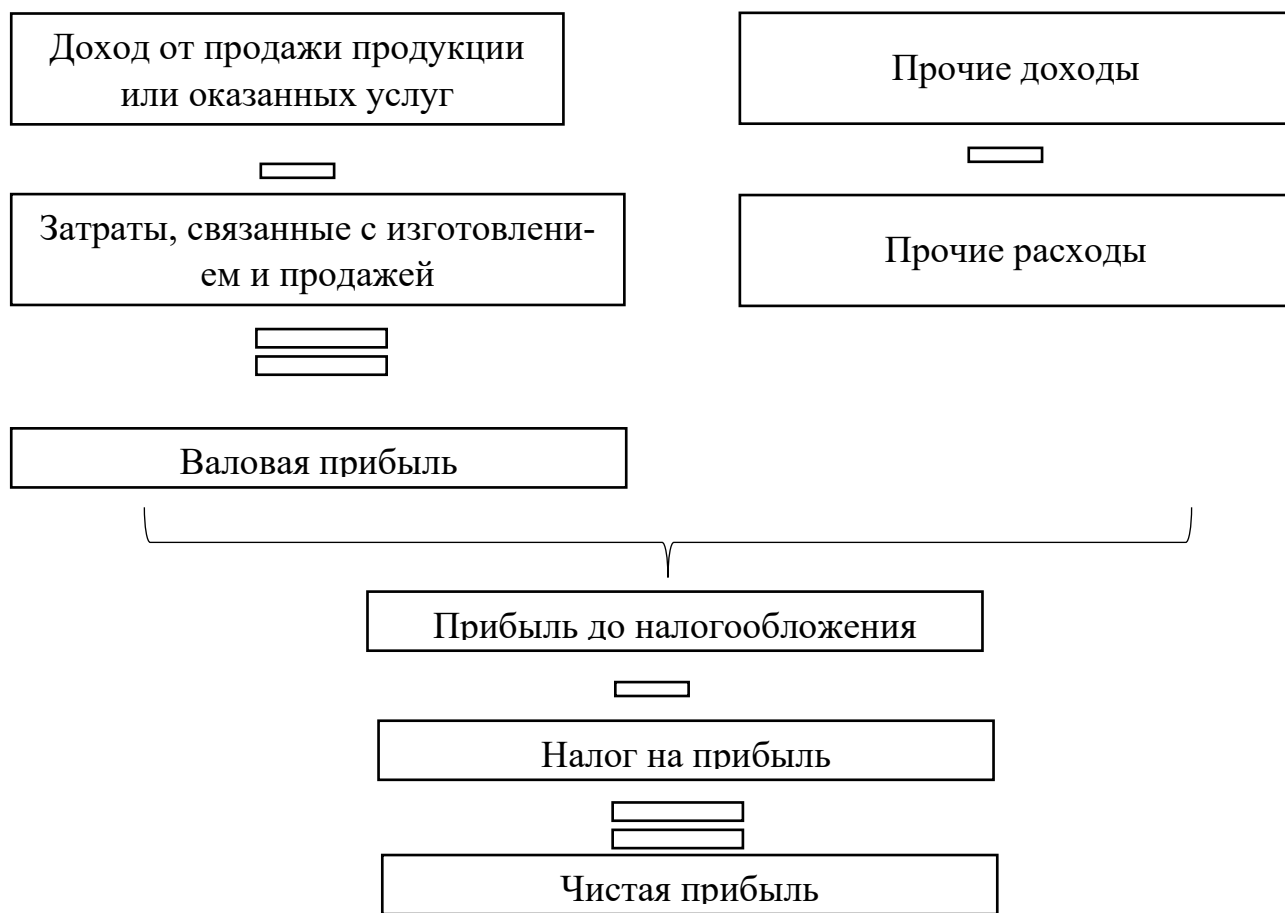 Доход от продажи продукции
или оказанных услуг
Прочие доходы
Затраты, связанные с изготовлени-
ем и продажей
Прочие расходы
Валовая прибыль
Прибыль до налогообложения
Налог на прибыль
Чистая прибыль